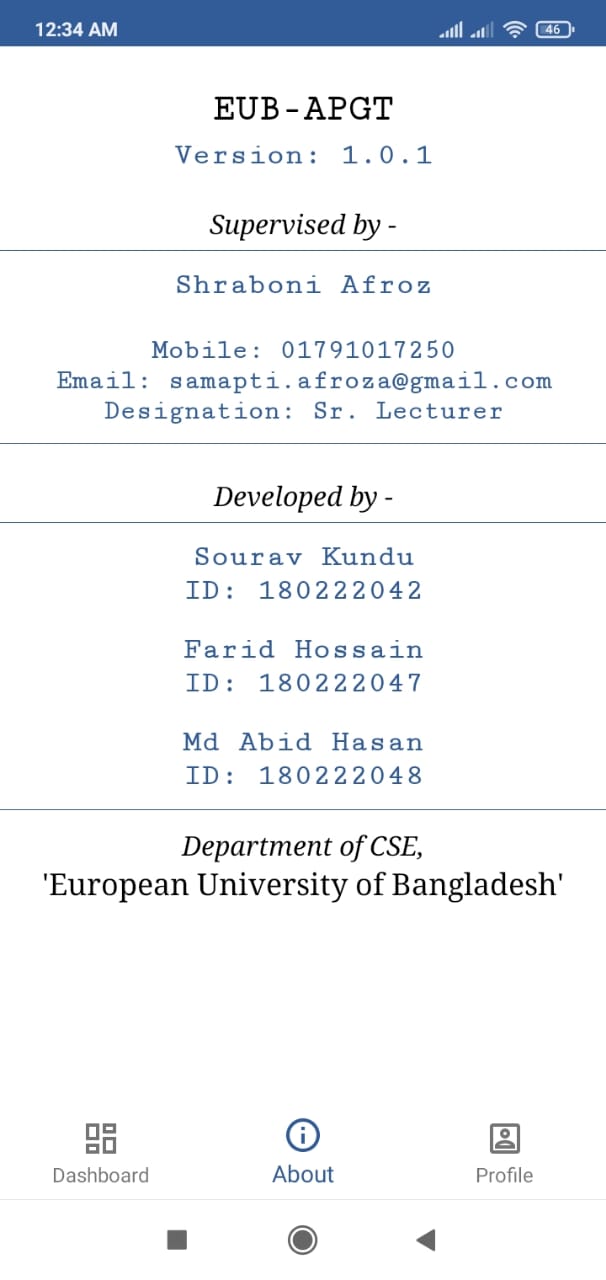 12:34 AM 46
EUB-APGT
Version: 1.0.1
Supervised by -
Shraboni Afroz
Mobile: 01791017250
Email: samapti.afroza@gmail.com
Designation: Sr. Lecturer
Developed by -
Sourav Kundu
ID: 180222042
Farid Hossain
ID: 180222047
Md Abid Hasan
ID: 180222048
Department of CSE,
'European University of Bangladesh'
Dashboard About Profile